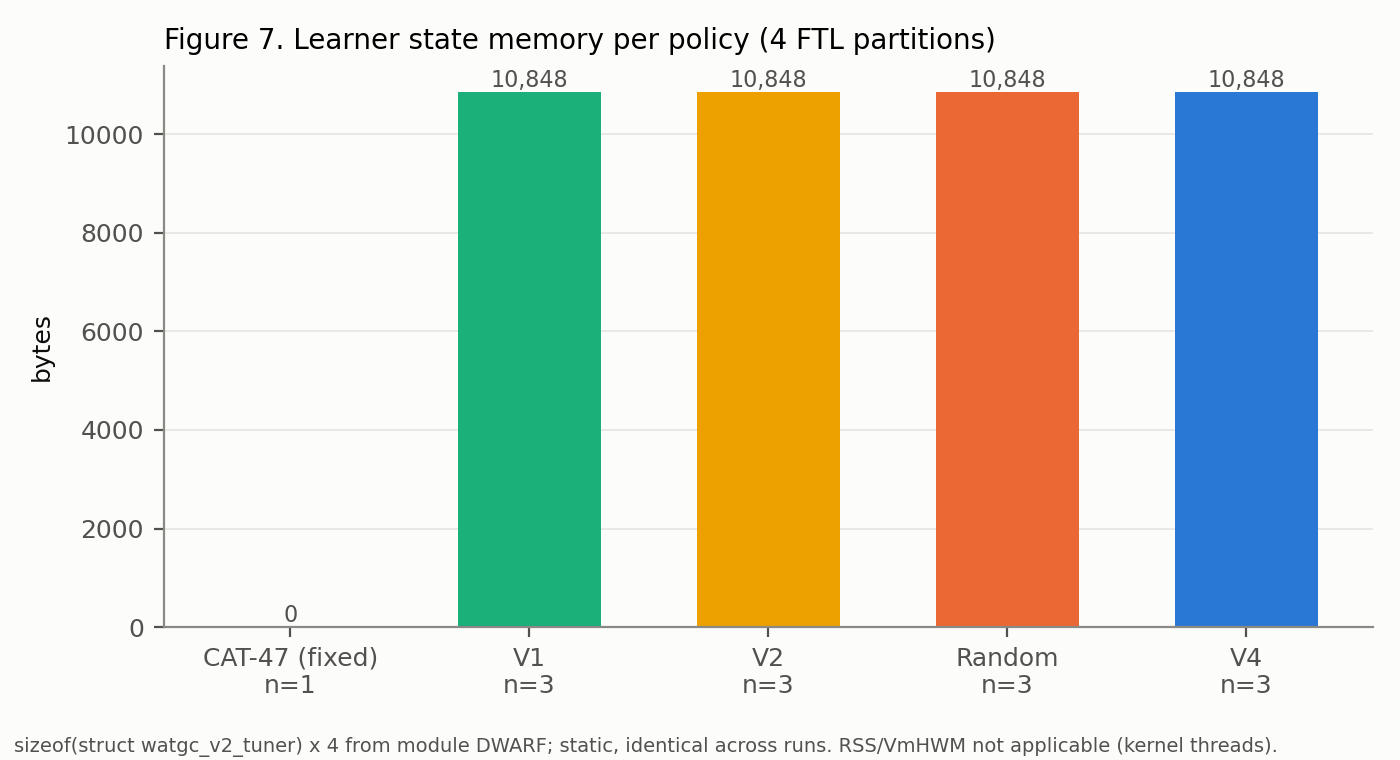 Figure 7. Learner state memory per policy (4 FTL partitions)
10,848 10,848 10,848 10,848
10000
8000
6000
4000
2000
0
0
bytes
CAT-47 (fixed) V1 V2 Random V4
n=1 n=3 n=3 n=3 n=3
sizeof(struct watgc_v2_tuner) x 4 from module DWARF; static, identical across runs. RSS/VmHWM not applicable (kernel threads).